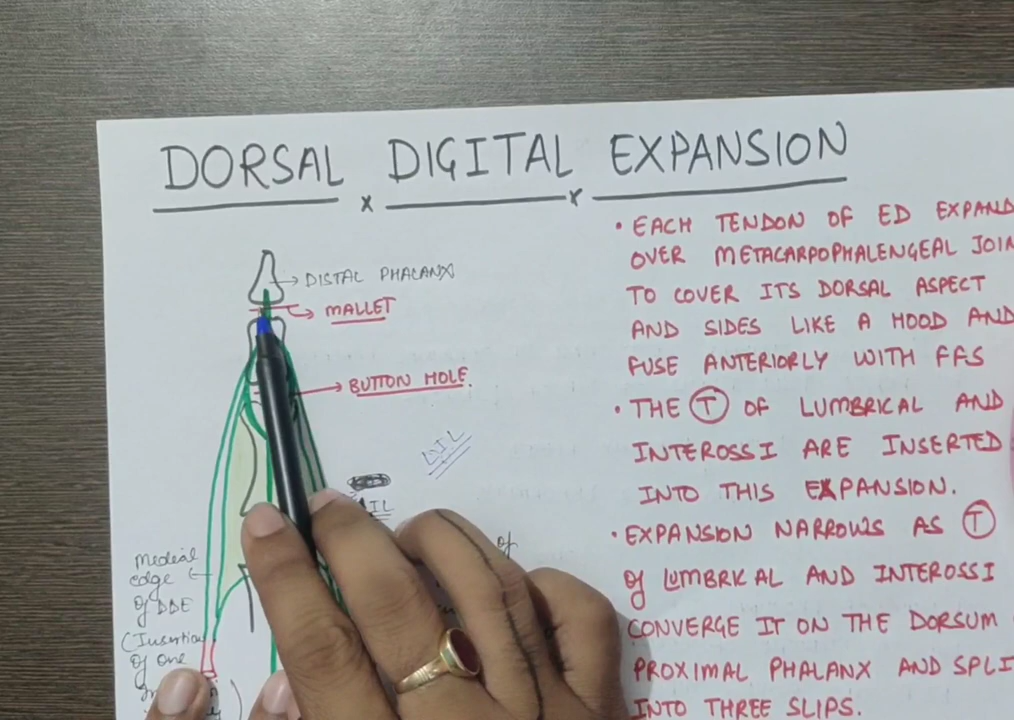 DORSAL DIGITAL EXPANSION
x x
DISTAL PHALANX
MALLET
BUTTON HOLE.
WIL
IL
of
Medial
edge
of DDE
(Insertion
of one
• EACH TENDON OF ED EXPAND
OVER METACARPOPHALENGEAL JOIN
TO COVER ITS DORSAL ASPECT
AND SIDES LIKE A HOOD AND
FUSE ANTERIORLY WITH FFS
• THE T OF LUMBRICAL AND
INTEROSSI ARE INSERTED
INTO THIS EXPANSION.
• EXPANSION NARROWS AS T
of LUMBRICAL AND INTEROSSI
CONVERGE IT ON THE DORSUM
PROXIMAL PHALANX AND SPLI
INTO THREE SLIPS.